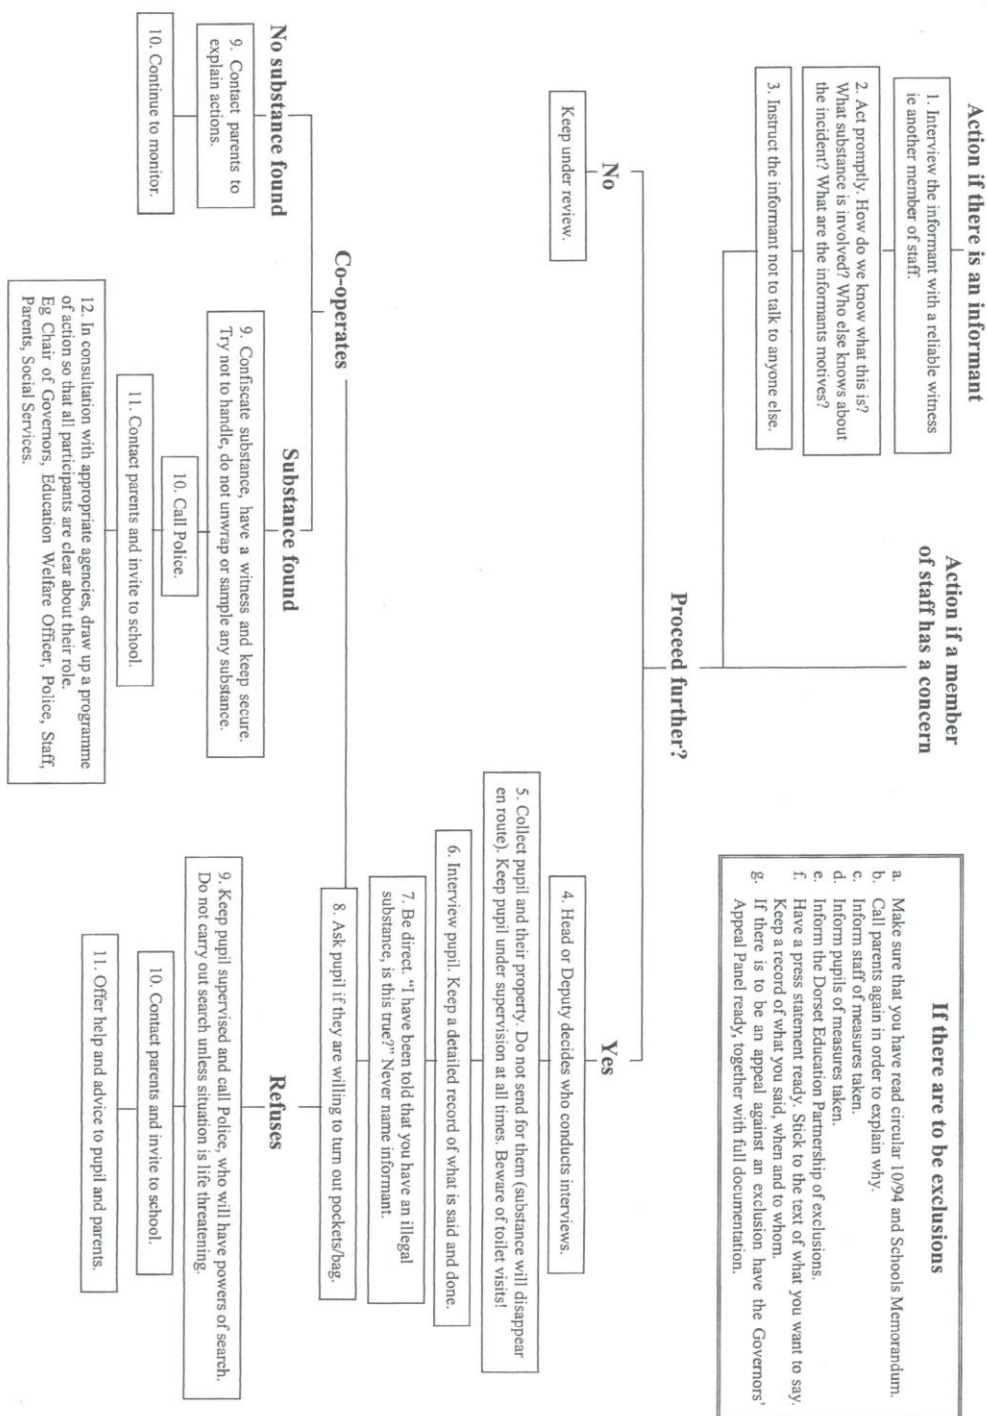 Action if there is an informant
1. Interview the informant with a reliable witness
ie another member of staff.
2. Act promptly. How do we know what this is?
What substance is involved? Who else knows about
the incident? What are the informants motives?
3. Instruct the informant not to talk to anyone else.
Action if a member
of staff has a concern
If there are to be exclusions
a. Make sure that you have read circular 10/94 and Schools Memorandum.
b. Call parents again in order to explain why.
c. Inform staff of measures taken.
d. Inform pupils of measures taken.
e. Inform the Dorset Education Partnership of exclusions.
f. Have a press statement ready. Stick to the text of what you want to say.
Keep a record of what you said, when and to whom.
g. If there is to be an appeal against an exclusion have the Governors'
Appeal Panel ready, together with full documentation.
Proceed further?
No
Keep under review.
Yes
4. Head or Deputy decides who conducts interviews.
5. Collect pupil and their property. Do not send for them (substance will disappear
en route). Keep pupil under supervision at all times. Beware of toilet visits!
6. Interview pupil. Keep a detailed record of what is said and done.
7. Be direct. "I have been told that you have an illegal
substance, is this true?" Never name informant.
8. Ask pupil if they are willing to turn out pockets/bag.
Co-operates
No substance found
9. Contact parents to
explain actions.
10. Continue to monitor.
Substance found
9. Confiscate substance, have a witness and keep secure.
Try not to handle, do not unwrap or sample any substance.
10. Call Police.
11. Contact parents and invite to school.
12. In consultation with appropriate agencies, draw up a programme
of action so that all participants are clear about their role.
Eg Chair of Governors, Education Welfare Officer, Police, Staff,
Parents, Social Services.
Refuses
9. Keep pupil supervised and call Police, who will have powers of search.
Do not carry out search unless situation is life threatening.
10. Contact parents and invite to school.
11. Offer help and advice to pupil and parents.